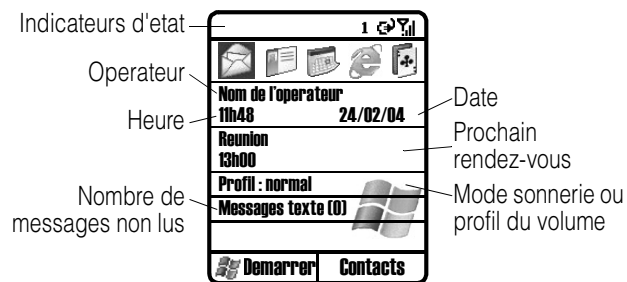 Indicateurs d'etat
1
Operateur
Nom de l'operateur
Heure
11h48 24/02/04
Date
Reunion
13h00
Prochain
rendez-vous
Profil : normal
Mode sonnerie ou
profil du volume
Nombre de
messages non lus
Messages texte (0)
Demarrer Contacts